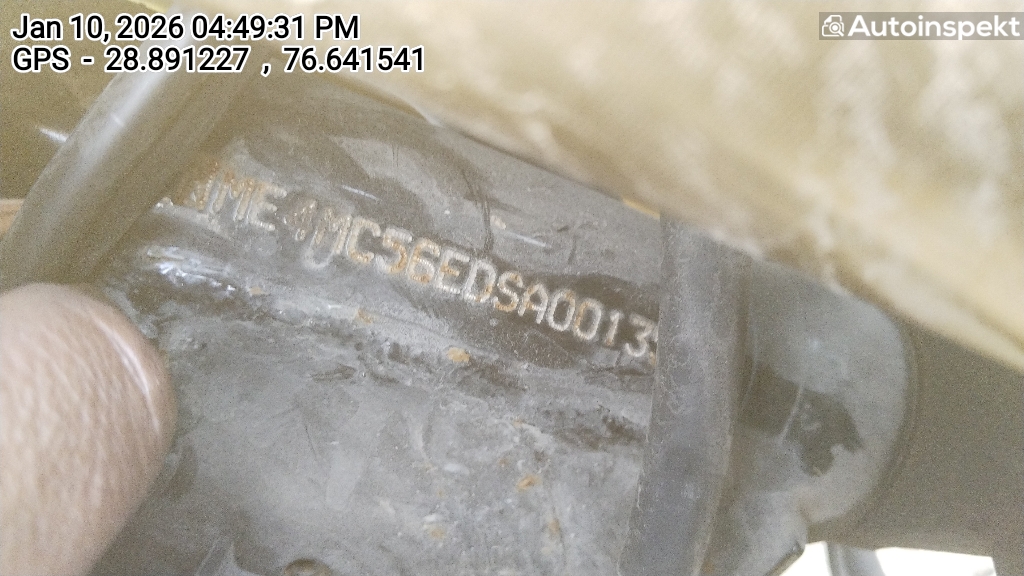 Jan 10, 2026 04:49:31 PM
GPS - 28.891227 , 76.641541
Autoinspekt
ME4MC56EDSA0013